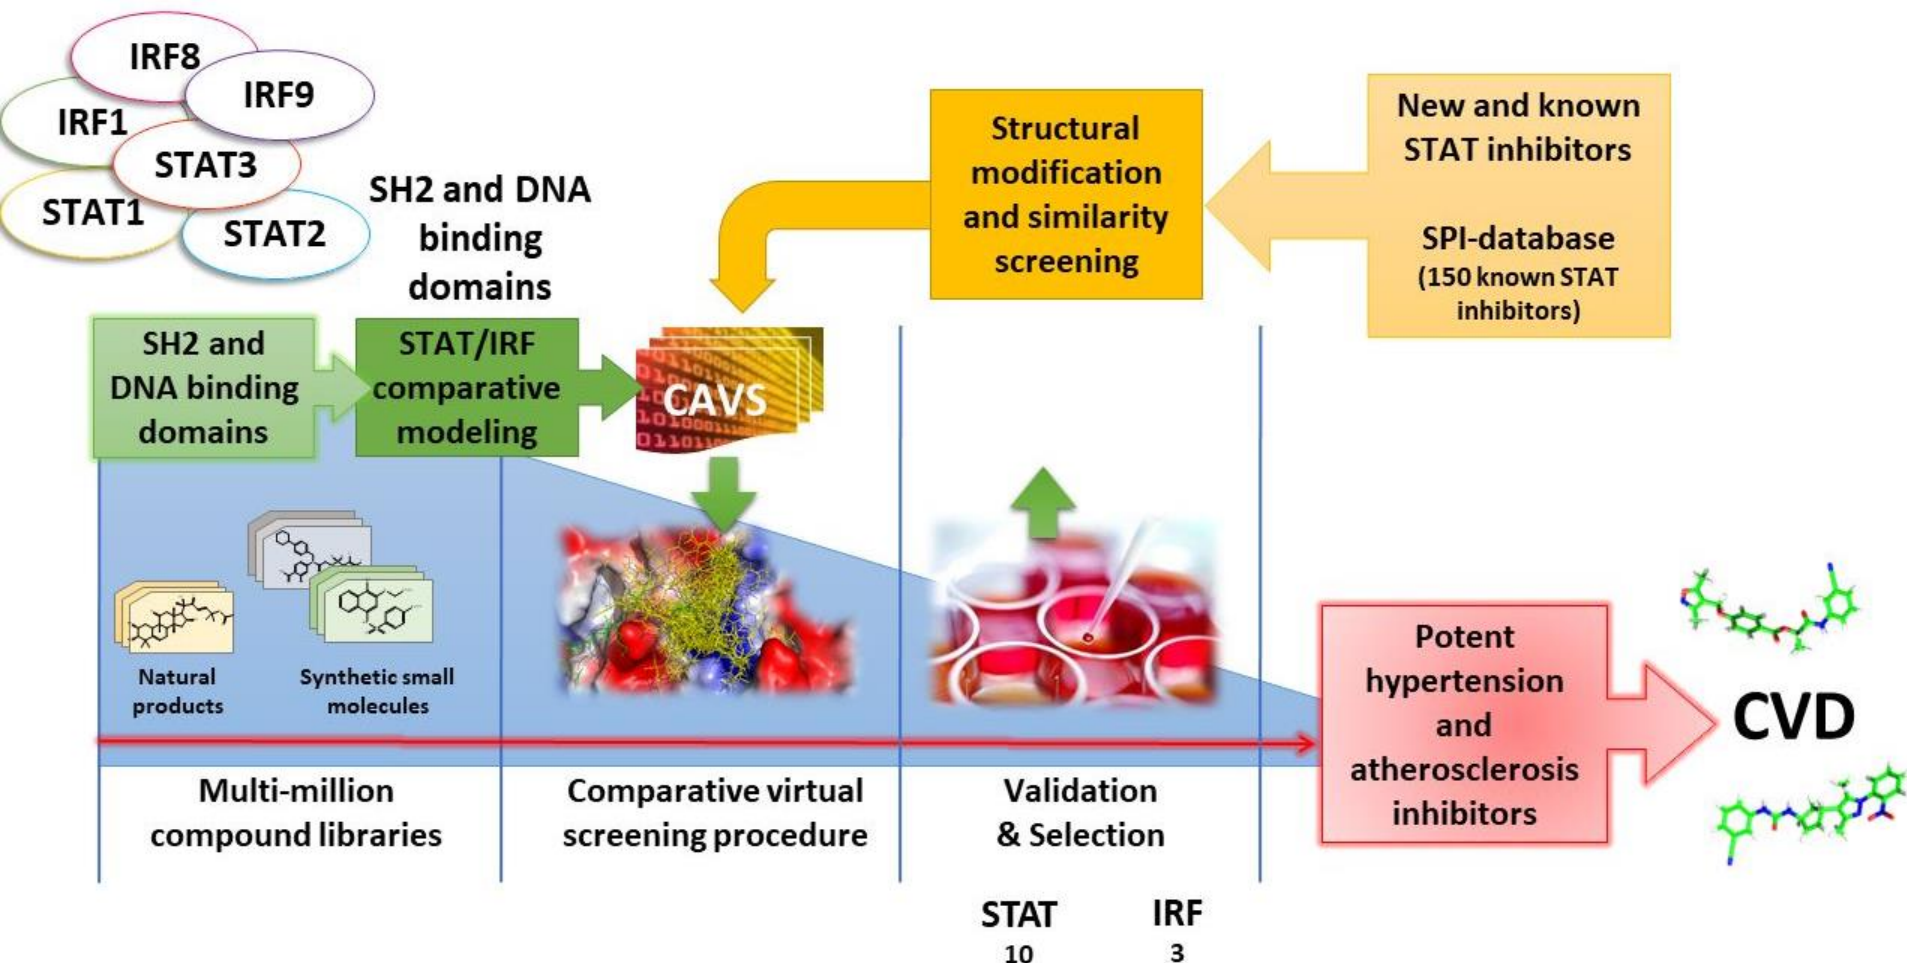 IRF8
IRF9
IRF1
STAT3
STAT1
STAT2
SH2 and DNA
binding
domains
Structural
modification
and similarity
screening
New and known
STAT inhibitors
SPI-database
(150 known STAT
inhibitors)
SH2 and
DNA binding
domains
STAT/IRF
comparative
modeling
CAVS
Natural
products
Synthetic small
molecules
Potent
hypertension
and
atherosclerosis
inhibitors
CVD
Multi-million
compound libraries
Comparative virtual
screening procedure
Validation
& Selection
STAT IRF
10 3